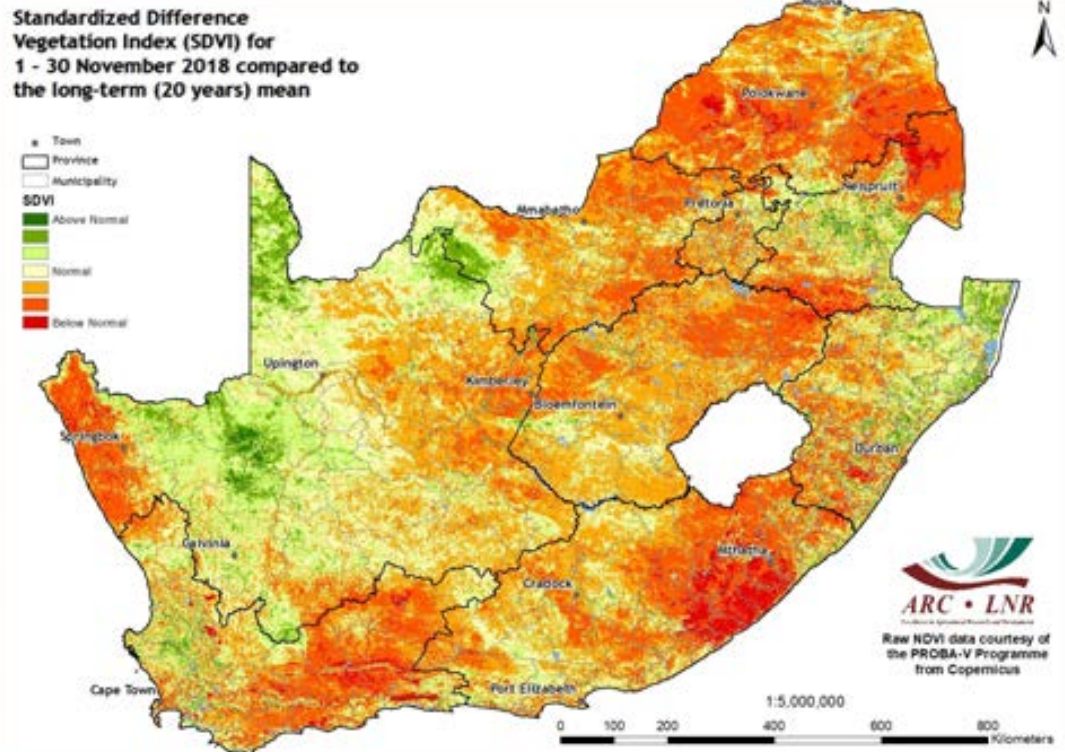 Standardized Difference
Vegetation Index (SDVI) for
1 - 30 November 2018 compared to
the long-term (20 years) mean
N
Town
Province
Municipality
SDVI
Above Normal
Normal
Below Normal
Musina
Polokwane
Nelspruit
Pretoria
Mmabatho
Upington
Kimberley
Bloemfontein
Springbok
Durban
Calvinia
Mthatha
Cradock
Cape Town
Port Elizabeth
ARC • LNR
Raw NDVI data courtesy of
the PROBA-V Programme
from Copernicus
1:5,000,000
0 100 200 400 600 800
Kilometers